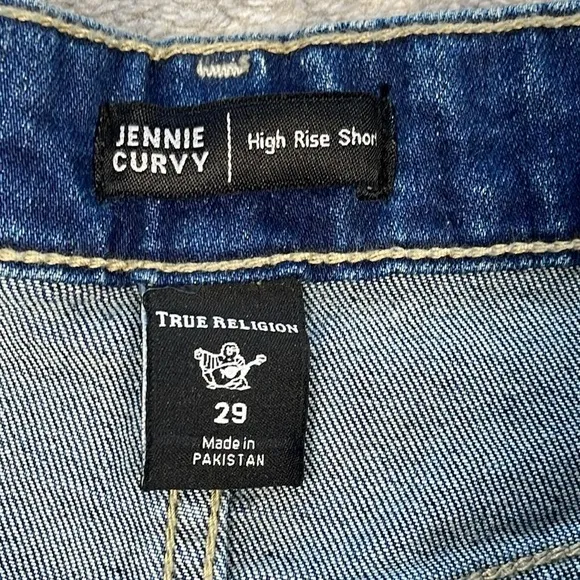 JENNIE
CURVY
High Rise Shor
TRUE RELIGION
29
Made in
PAKISTAN